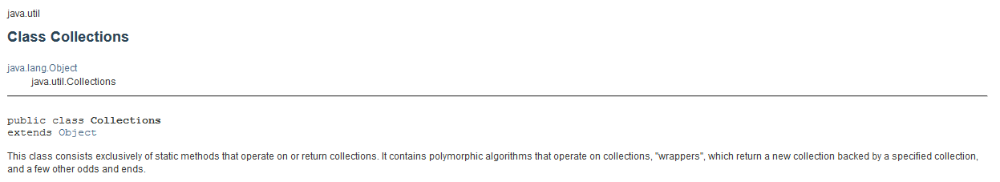 java.util
Class Collections
java.lang.Object
java.util.Collections
public class Collections
extends Object
This class consists exclusively of static methods that operate on or return collections. It contains polymorphic algorithms that operate on collections, "wrappers", which return a new collection backed by a specified collection,
and a few other odds and ends.